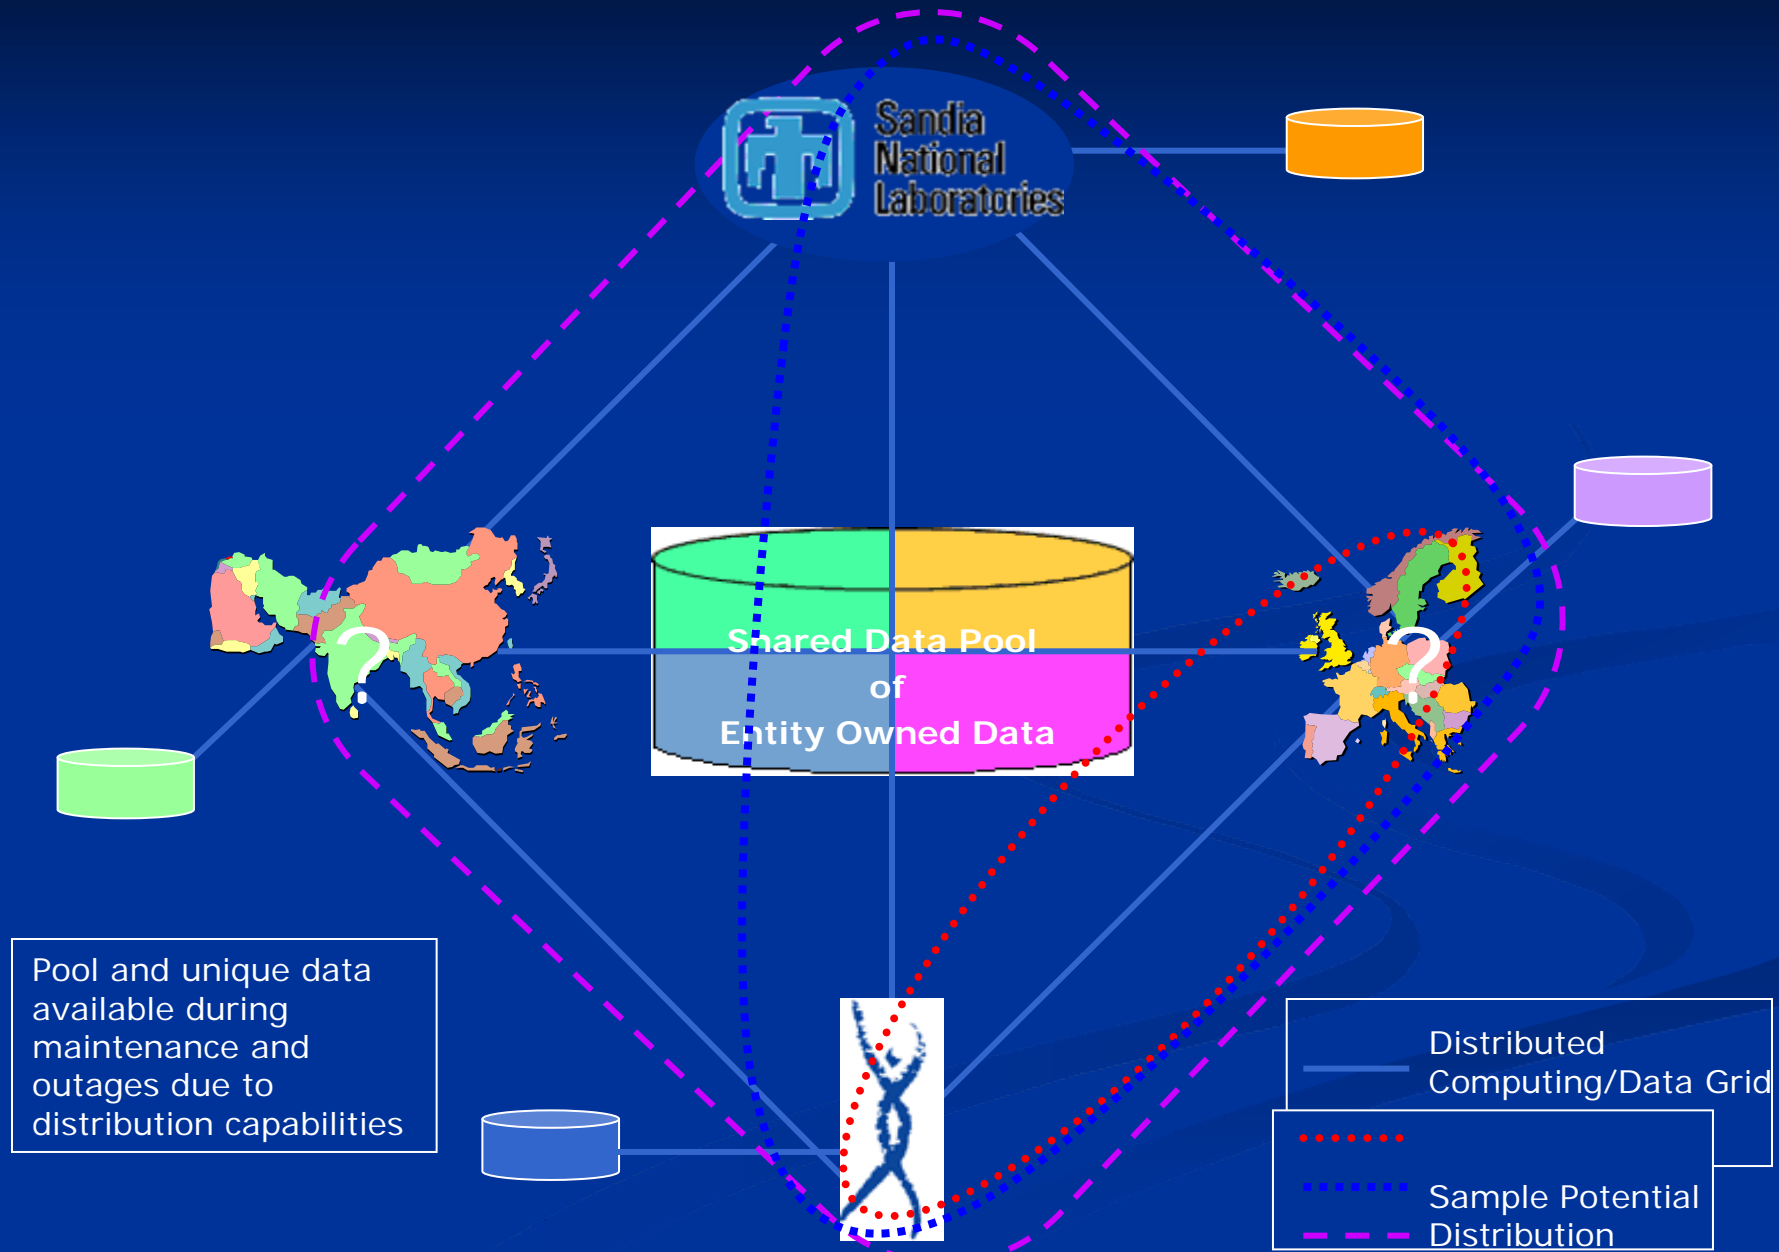 Sandia
National
Laboratories
Shared Data Pool
of
Entity Owned Data
?
?
Pool and unique data
available during
maintenance and
outages due to
distribution capabilities
Distributed
Computing/Data Grid
Sample Potential
Distribution